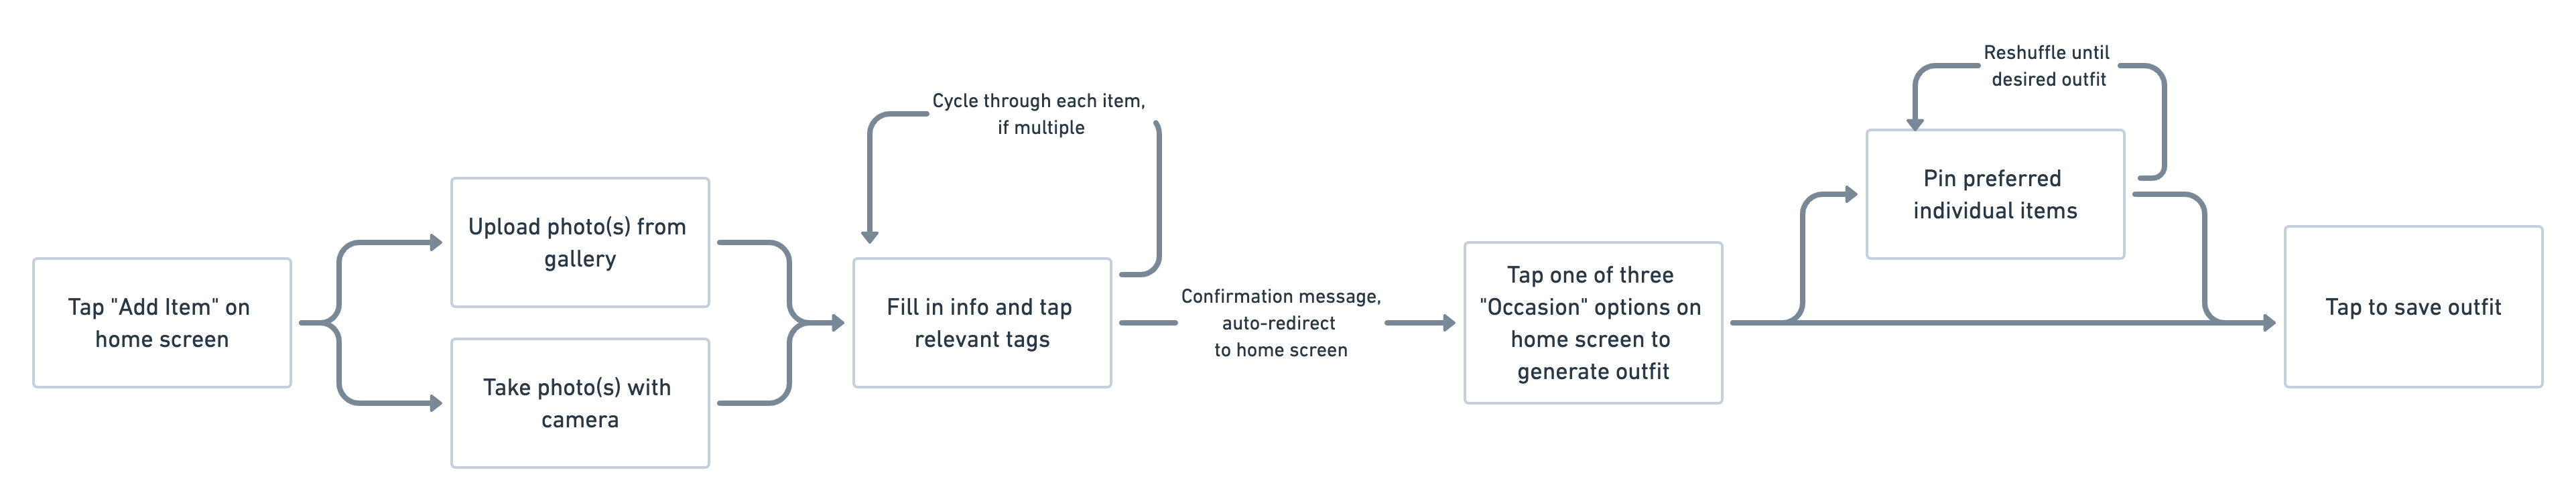 Tap "Add Item" on
home screen
Upload photo(s) from
gallery
Take photo(s) with
camera
Cycle through each item,
if multiple
Fill in info and tap
relevant tags
Confirmation message,
auto-redirect
to home screen
Tap one of three
"Occasion" options on
home screen to
generate outfit
Reshuffle until
desired outfit
Pin preferred
individual items
Tap to save outfit